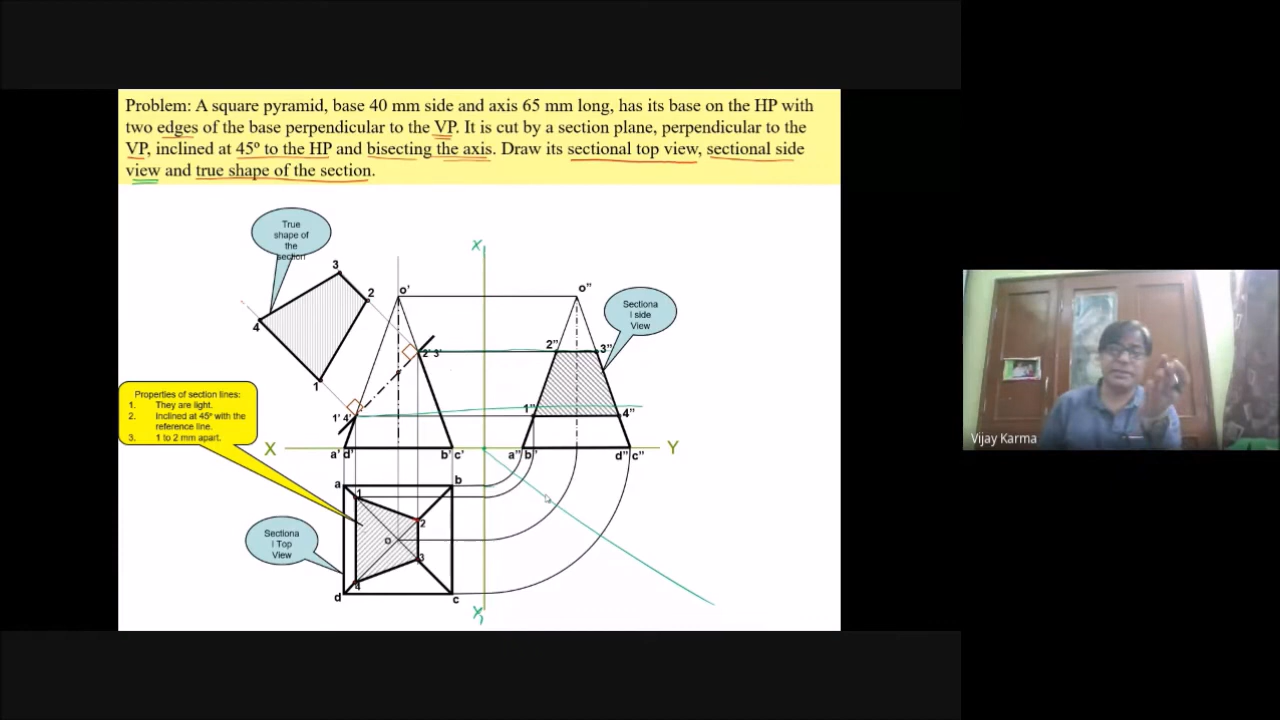 Problem: A square pyramid, base 40 mm side and axis 65 mm long, has its base on the HP with
two edges of the base perpendicular to the VP. It is cut by a section plane, perpendicular to the
VP, inclined at 45º to the HP and bisecting the axis. Draw its sectional top view, sectional side
view and true shape of the section.
True
shape of
the
section
X₁
3
2
4
1
o'
o"
Sectiona
l side
View
2' 3'
2"
3"
Properties of section lines:
1. They are light.
2. Inclined at 45º with the
reference line.
3. 1 to 2 mm apart.
1' 4'
1"
4"
X
a' d'
b' c'
a" b"
d" c"
Y
a
b
1
2
o
3
4
d
c
Sectiona
l Top
View
Y₁
Vijay Karma